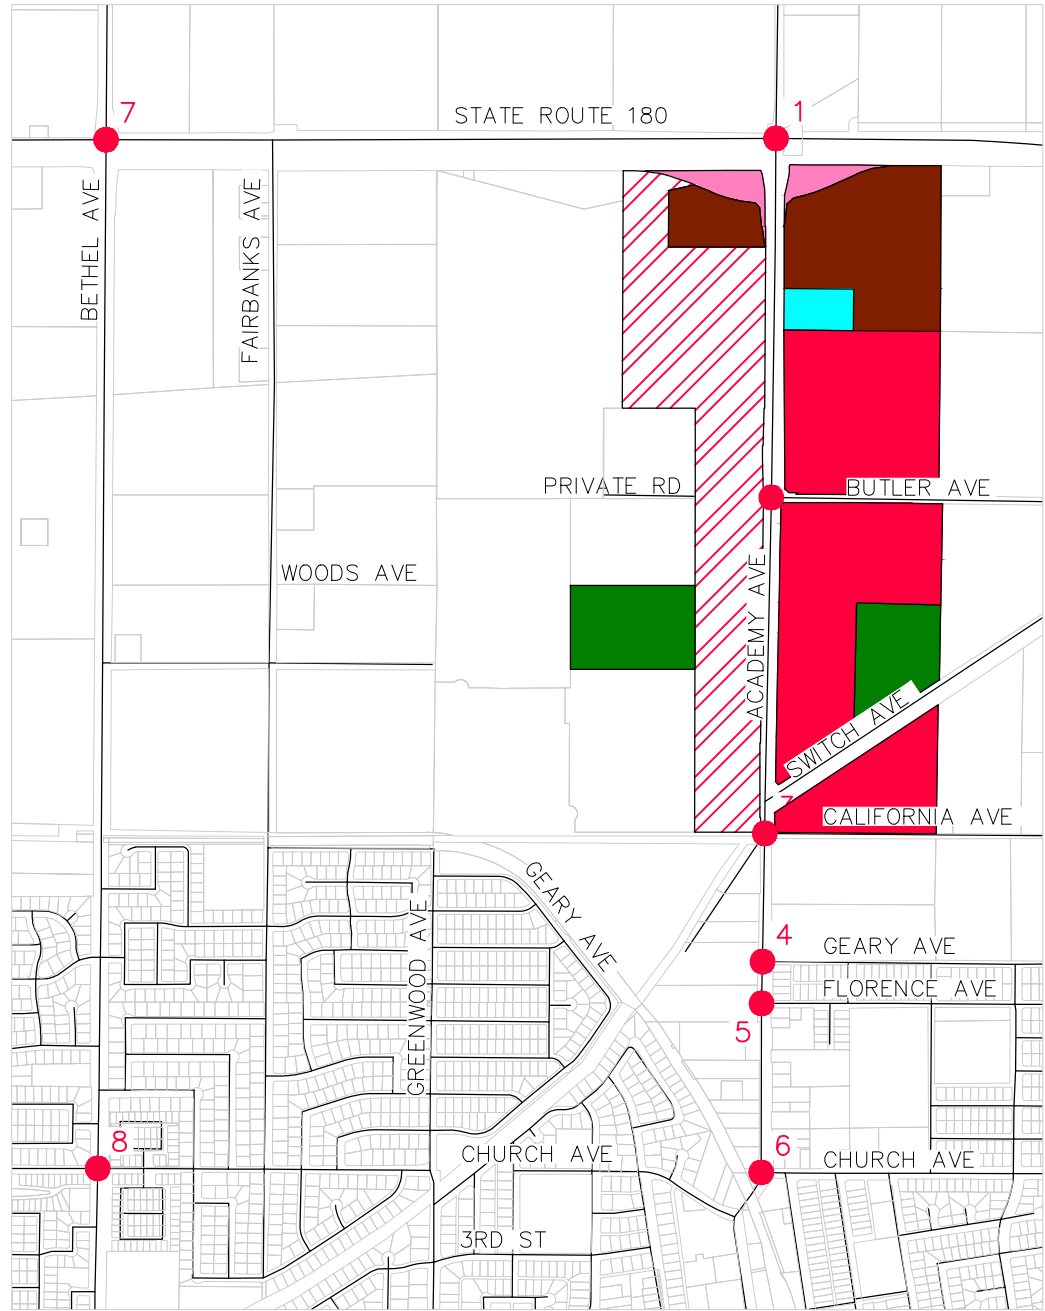 7
1
STATE ROUTE 180
BETHEL AVE
FAIRBANKS AVE
PRIVATE RD
BUTLER AVE
WOODS AVE
ACADEMY AVE
SWITCH AVE
CALIFORNIA AVE
GEARY AVE
GREENWOOD AVE
4
GEARY AVE
FLORENCE AVE
5
8
6
CHURCH AVE
CHURCH AVE
3RD ST